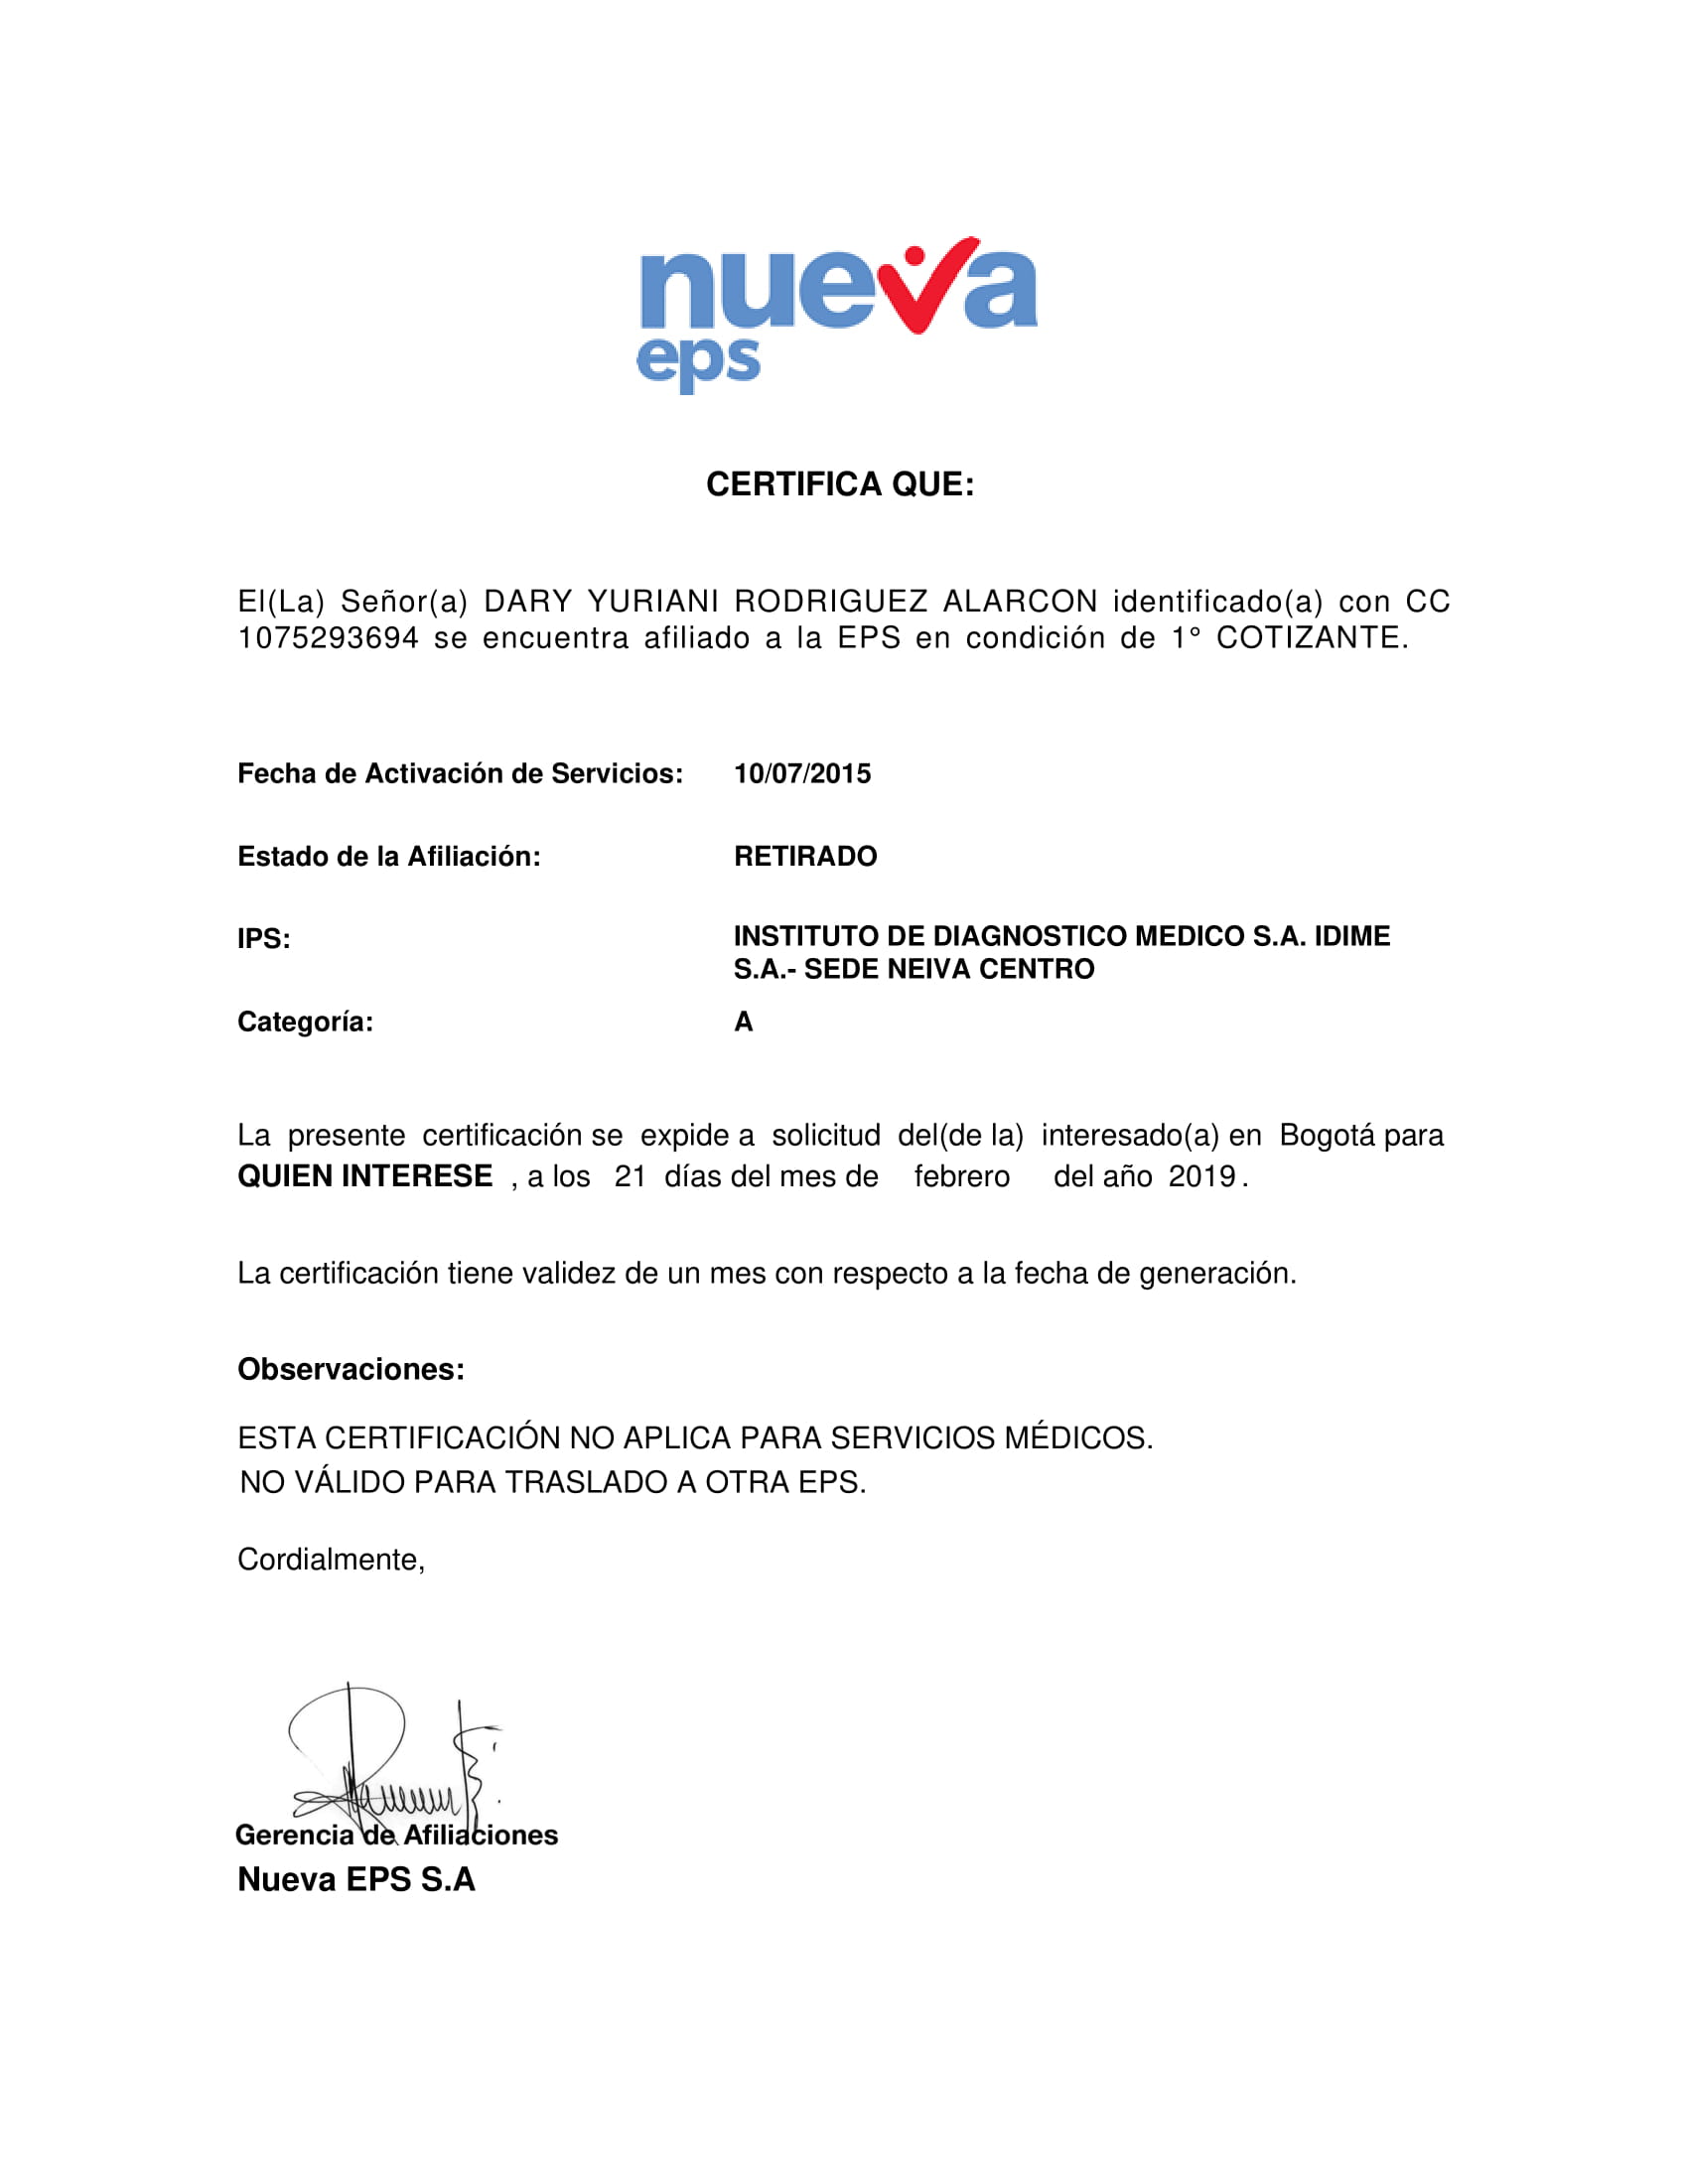 nueva
eps
CERTIFICA QUE:
El(La) Señor(a) DARY YURIANI RODRIGUEZ ALARCON identificado(a) con CC
1075293694 se encuentra afiliado a la EPS en condición de 1° COTIZANTE.
Fecha de Activación de Servicios: 10/07/2015
Estado de la Afiliación: RETIRADO
IPS: INSTITUTO DE DIAGNOSTICO MEDICO S.A. IDIME
S.A.- SEDE NEIVA CENTRO
Categoría: A
La presente certificación se expide a solicitud del(de la) interesado(a) en Bogotá para
QUIEN INTERESE , a los 21 días del mes de febrero del año 2019.
La certificación tiene validez de un mes con respecto a la fecha de generación.
Observaciones:
ESTA CERTIFICACIÓN NO APLICA PARA SERVICIOS MÉDICOS.
NO VÁLIDO PARA TRASLADO A OTRA EPS.
Cordialmente,
Gerencia de Afiliaciones
Nueva EPS S.A